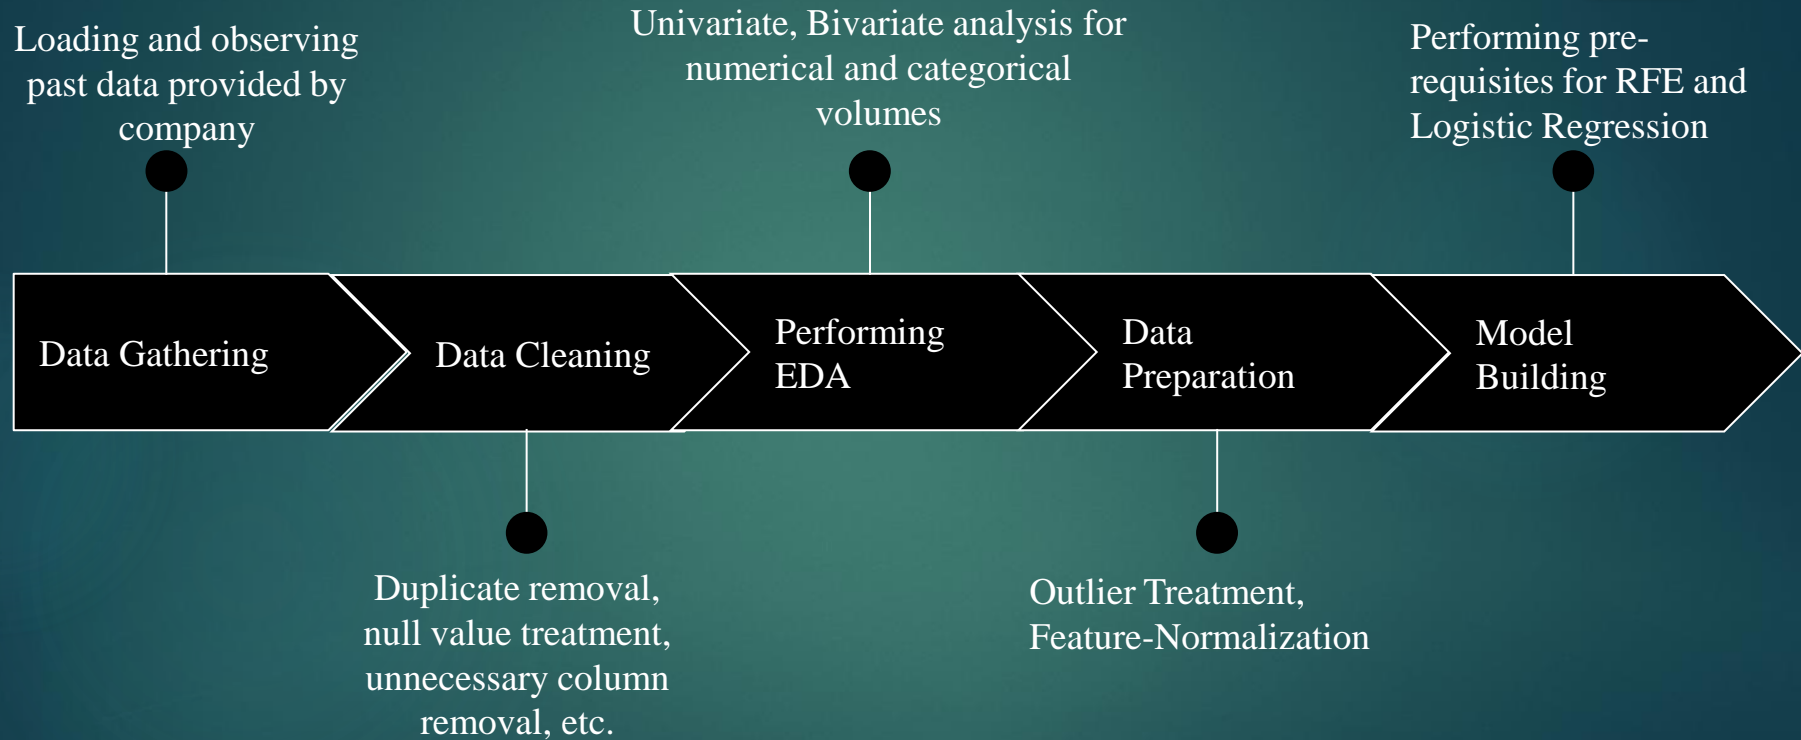 Loading and observing
past data provided by
company
Univariate, Bivariate analysis for
numerical and categorical
volumes
Performing pre-
requisites for RFE and
Logistic Regression
Data Gathering
Data Cleaning
Performing
EDA
Data
Preparation
Model
Building
Duplicate removal,
null value treatment,
unnecessary column
removal, etc.
Outlier Treatment,
Feature-Normalization